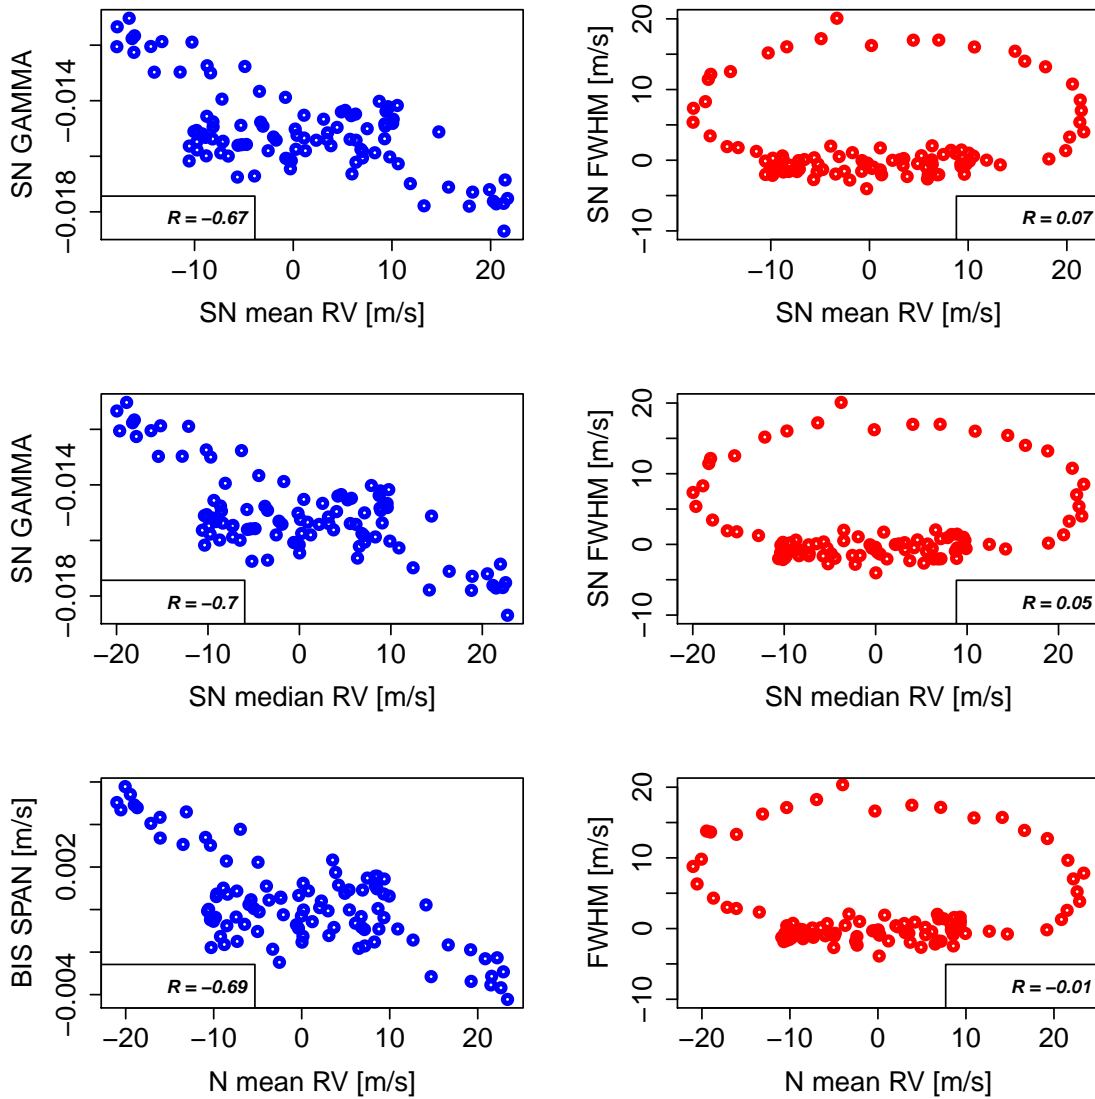 SN GAMMA
−0.014
−0.018
R = −0.67
−10 0 10 20
SN mean RV [m/s]
SN FWHM [m/s]
20
10
0
−10
R = 0.07
−10 0 10 20
SN mean RV [m/s]
SN GAMMA
−0.014
−0.018
R = −0.7
−20 −10 0 10 20
SN median RV [m/s]
SN FWHM [m/s]
20
10
0
−10
R = 0.05
−20 −10 0 10 20
SN median RV [m/s]
BIS SPAN [m/s]
0.002
−0.004
R = −0.69
−20 −10 0 10 20
N mean RV [m/s]
FWHM [m/s]
20
10
0
−10
R = −0.01
−20 −10 0 10 20
N mean RV [m/s]